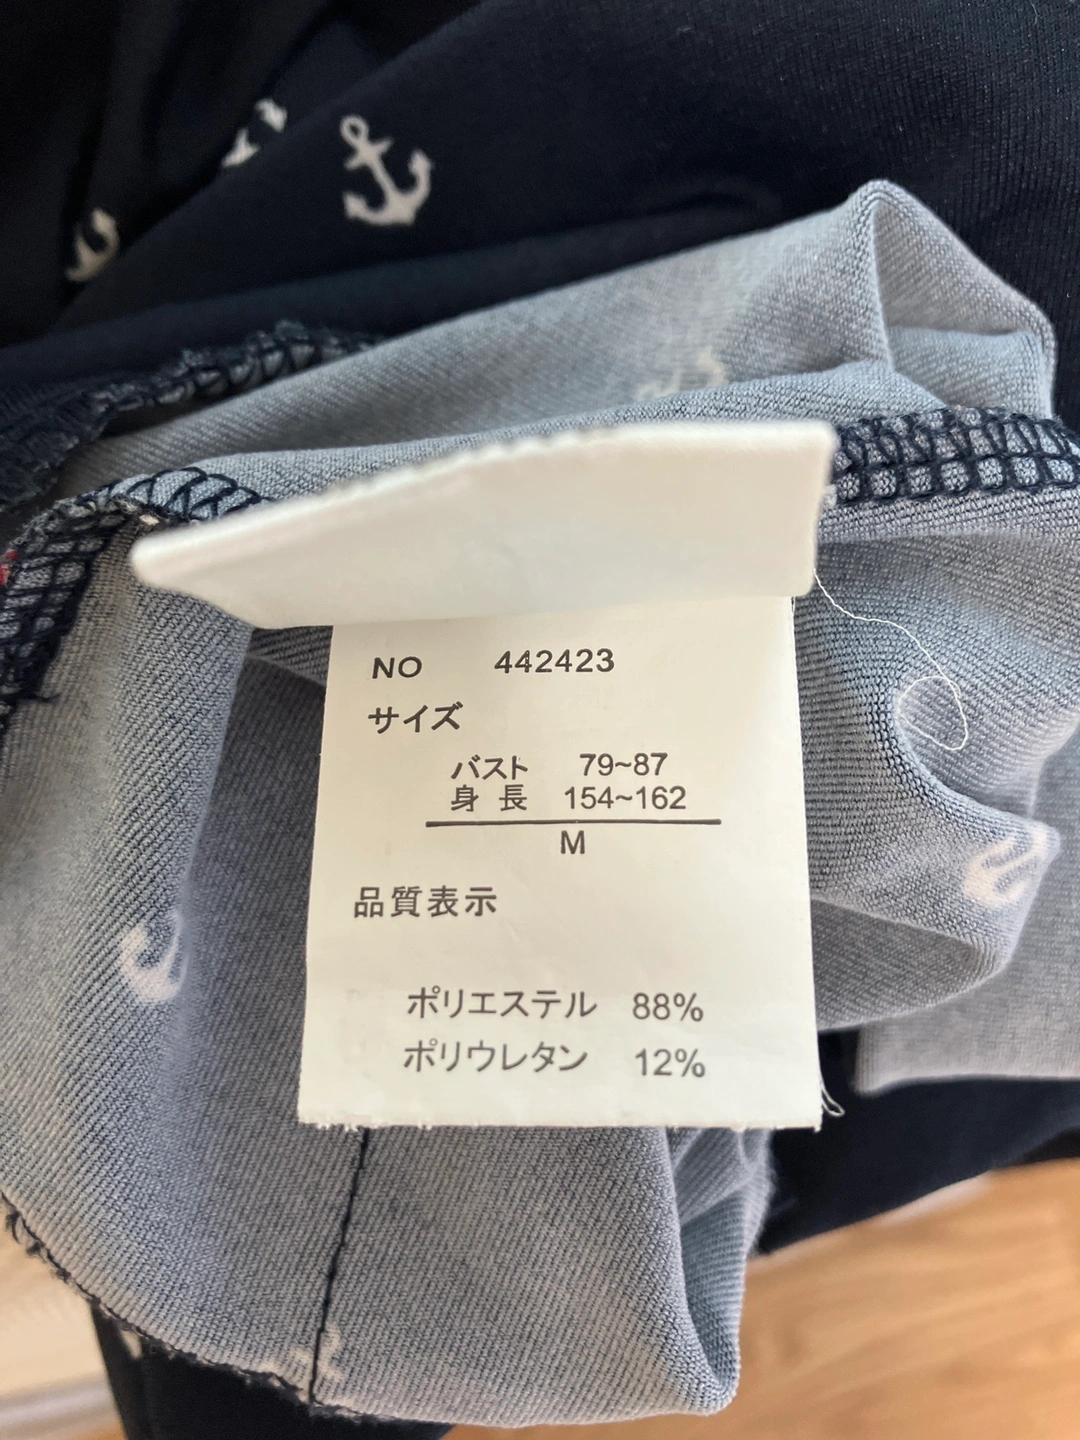 NO 442423
サイズ
バスト 79~87
身長 154~162
M
品質表示
ポリエステル 88%
ポリウレタン 12%